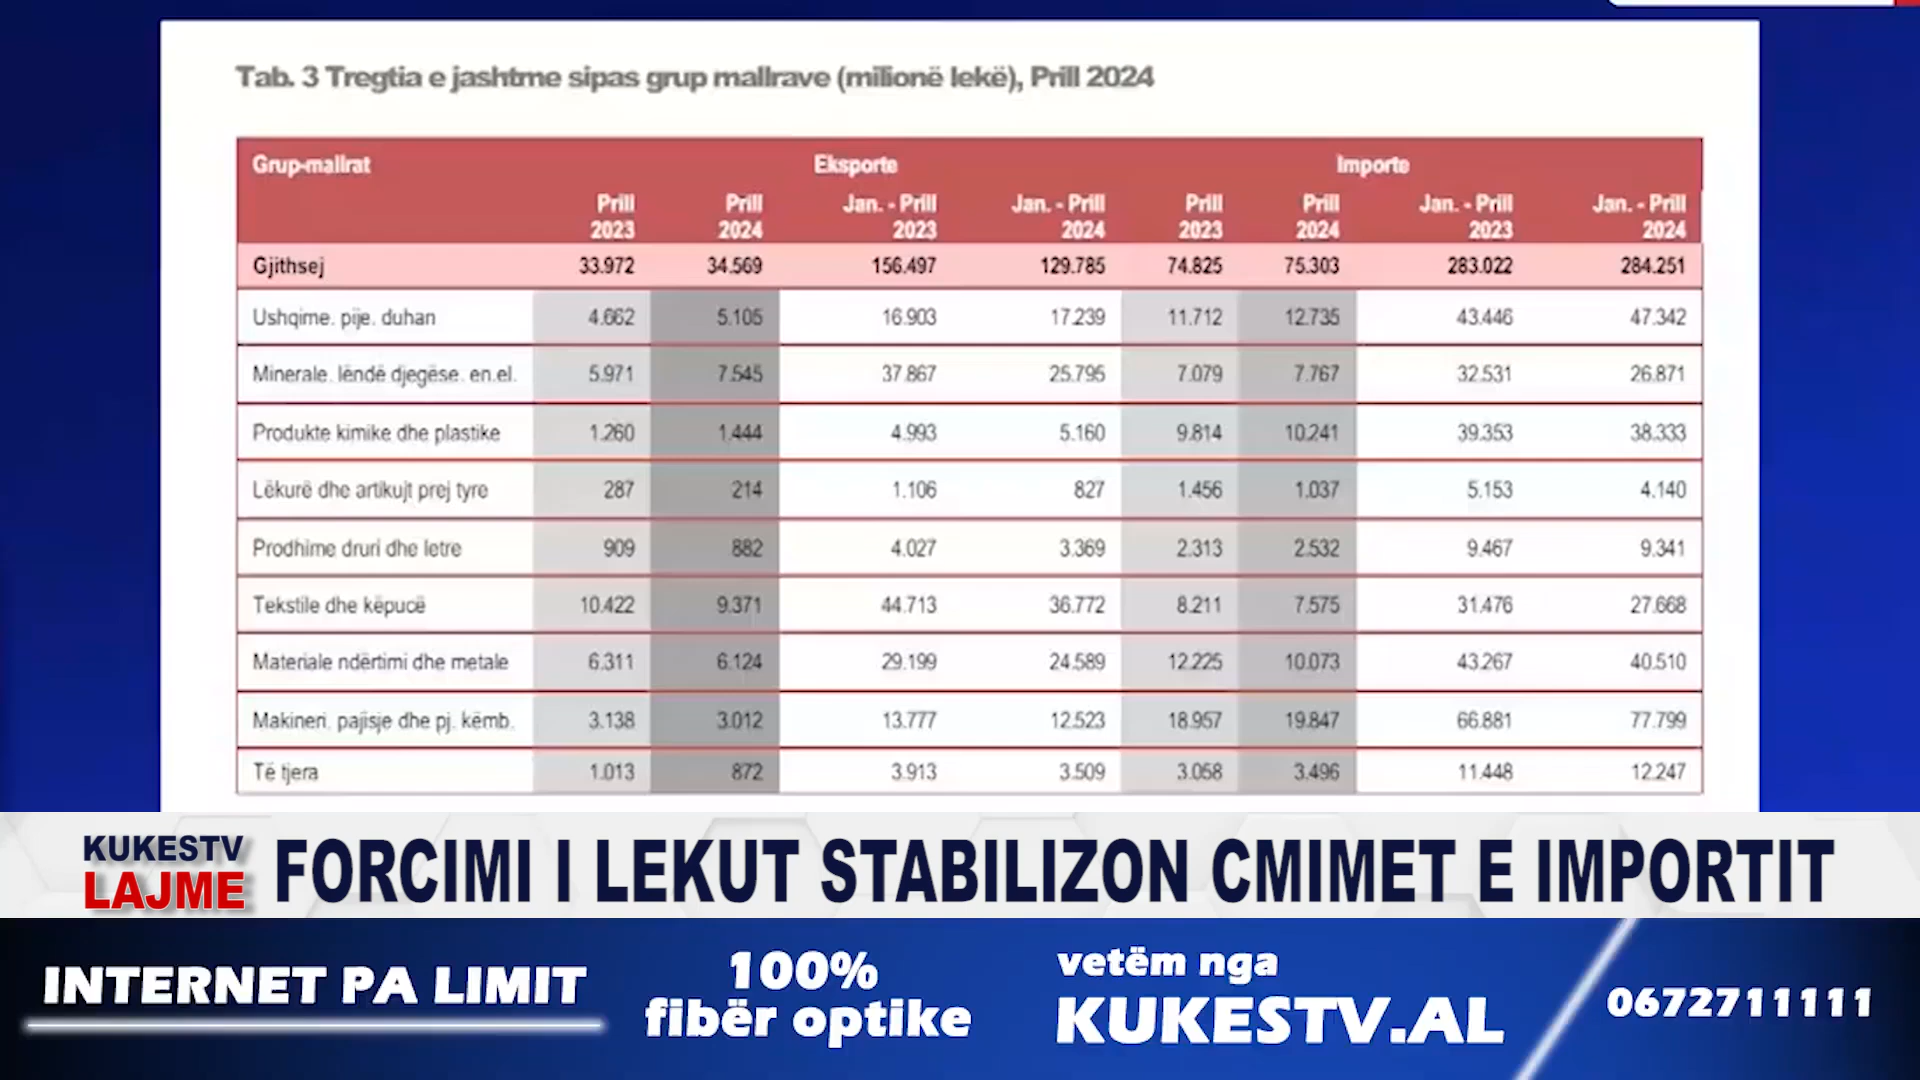 Tab. 3 Tregtia e jashtme sipas grup mallrave (milionë lekë), Prill 2024
Grup-mallrat Eksporte Importe
Prill 2023 Prill 2024 Jan. - Prill 2023 Jan. - Prill 2024 Prill 2023 Prill 2024 Jan. - Prill 2023 Jan. - Prill 2024
Gjithsej 33.972 34.569 156.497 129.785 74.825 75.303 283.022 284.251
Ushqime. pije. duhan 4.662 5.105 16.903 17.239 11.712 12.735 43.446 47.342
Minerale. lëndë djegëse. en.el. 5.971 7.545 37.867 25.795 7.079 7.767 32.531 26.871
Produkte kimike dhe plastike 1.260 1.444 4.993 5.160 9.814 10.241 39.353 38.333
Lëkurë dhe artikujt prej tyre 287 214 1.106 827 1.456 1.037 5.153 4.140
Prodhime druri dhe letre 909 882 4.027 3.369 2.313 2.532 9.467 9.341
Tekstile dhe këpucë 10.422 9.371 44.713 36.772 8.211 7.575 31.476 27.668
Materiale ndërtimi dhe metale 6.311 6.124 29.199 24.589 12.225 10.073 43.267 40.510
Makineri. pajisje dhe pj. këmb. 3.138 3.012 13.777 12.523 18.957 19.847 66.881 77.799
Të tjera 1.013 872 3.913 3.509 3.058 3.496 11.448 12.247
KUKESTV
LAJME
FORCIMI I LEKUT STABILIZON CMIMET E IMPORTIT
INTERNET PA LIMIT
100%
fibër optike
vetëm nga
KUKESTV.AL
0672711111